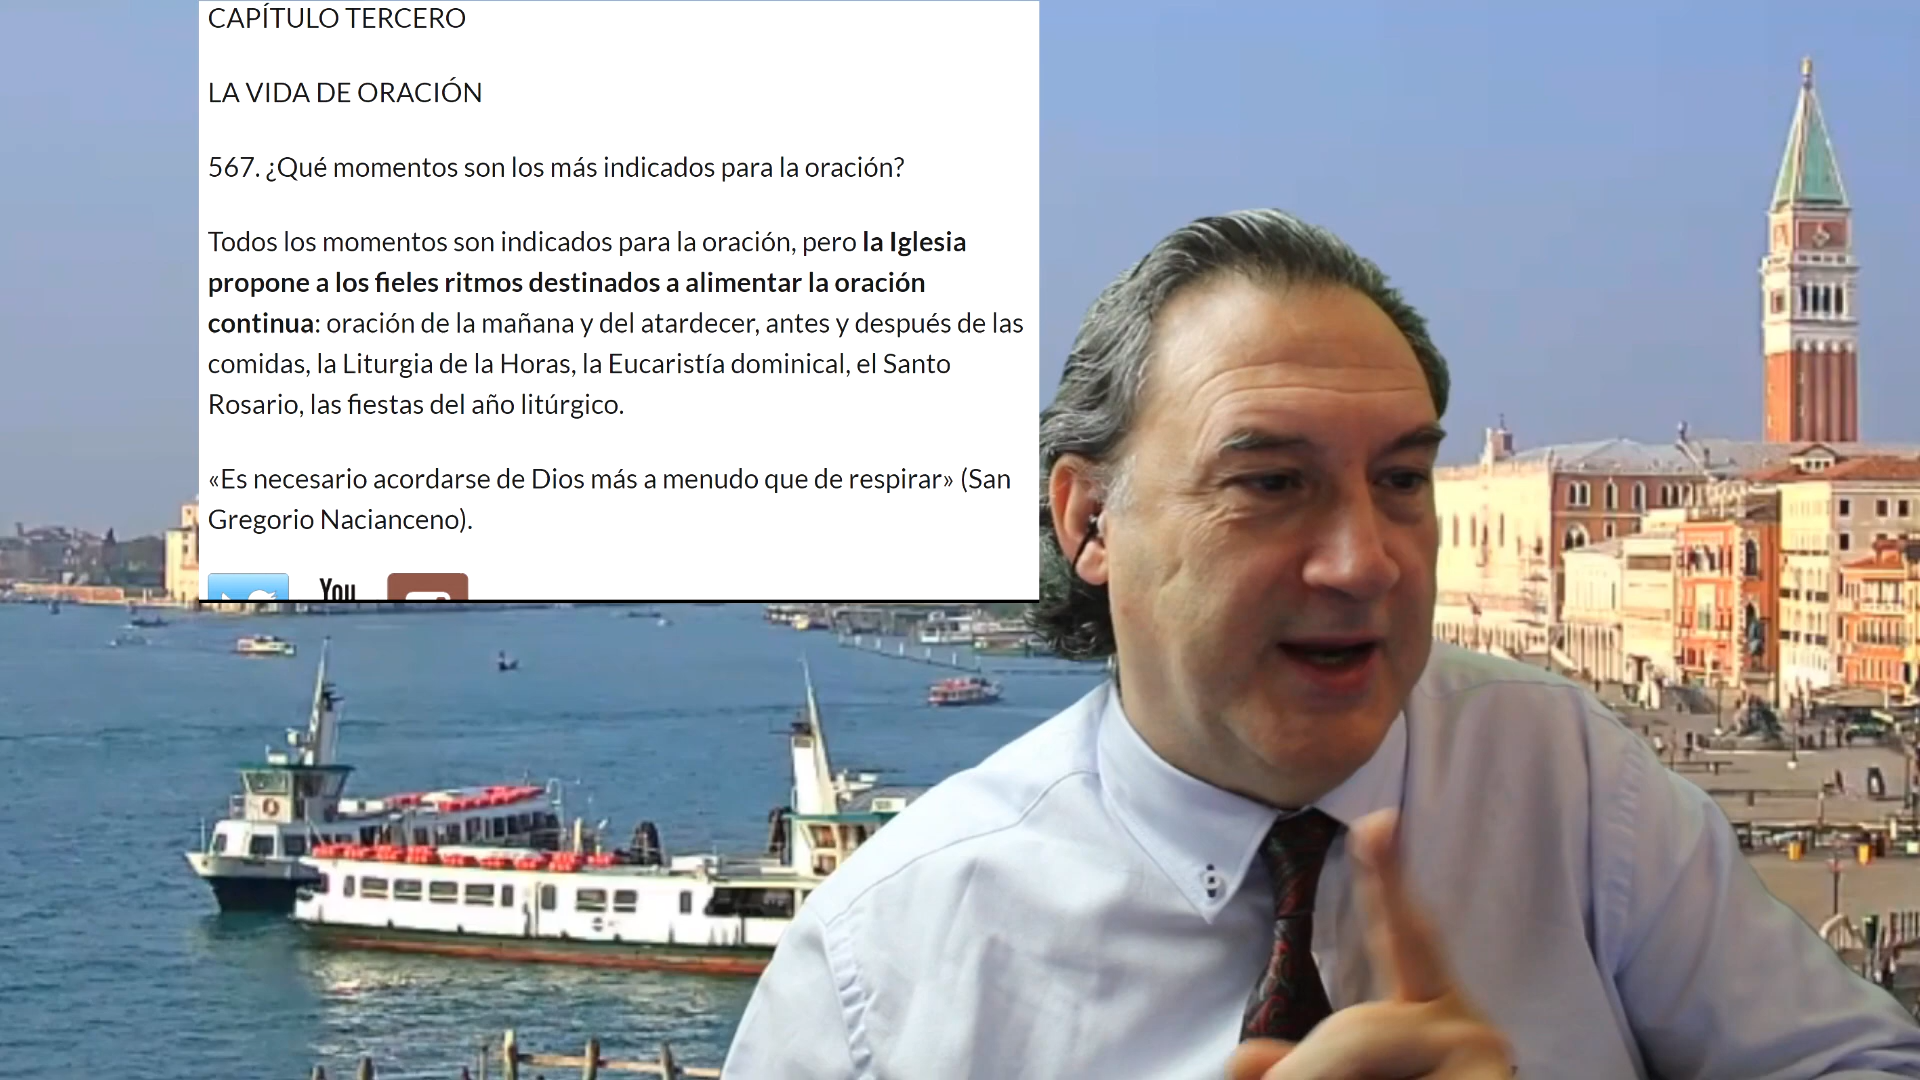 CAPÍTULO TERCERO
LA VIDA DE ORACIÓN
567. ¿Qué momentos son los más indicados para la oración?
Todos los momentos son indicados para la oración, pero la Iglesia
propone a los fieles ritmos destinados a alimentar la oración
continua: oración de la mañana y del atardecer, antes y después de las
comidas, la Liturgia de la Horas, la Eucaristía dominical, el Santo
Rosario, las fiestas del año litúrgico.
«Es necesario acordarse de Dios más a menudo que de respirar» (San
Gregorio Nacianceno).
You